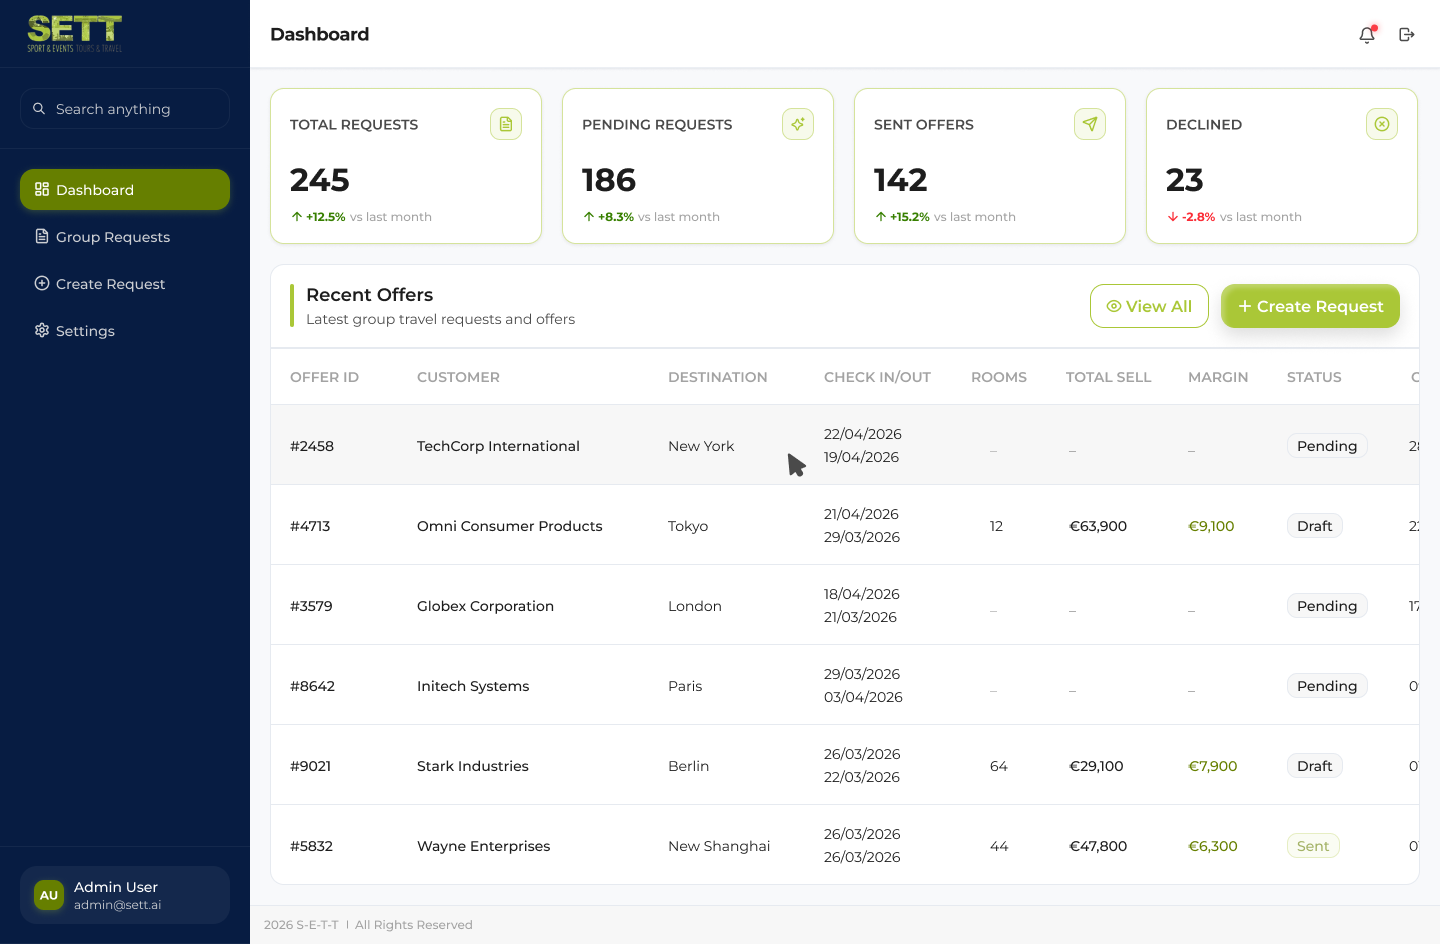 SETT
SPORT & EVENTS TOURS & TRAVEL
Search anything
Dashboard
Group Requests
Create Request
Settings
AU
Admin User
admin@sett.ai
Dashboard
TOTAL REQUESTS
245
+12.5% vs last month
PENDING REQUESTS
186
+8.3% vs last month
SENT OFFERS
142
+15.2% vs last month
DECLINED
23
-2.8% vs last month
Recent Offers
Latest group travel requests and offers
View All
Create Request
OFFER ID CUSTOMER DESTINATION CHECK IN/OUT ROOMS TOTAL SELL MARGIN STATUS
#2458 TechCorp International New York 22/04/2026 _ _ _ Pending
19/04/2026
#4713 Omni Consumer Products Tokyo 21/04/2026 12 €63,900 €9,100 Draft
29/03/2026
#3579 Globex Corporation London 18/04/2026 _ _ _ Pending
21/03/2026
#8642 Initech Systems Paris 29/03/2026 _ _ _ Pending
03/04/2026
#9021 Stark Industries Berlin 26/03/2026 64 €29,100 €7,900 Draft
22/03/2026
#5832 Wayne Enterprises New Shanghai 26/03/2026 44 €47,800 €6,300 Sent
26/03/2026
2026 S-E-T-T | All Rights Reserved